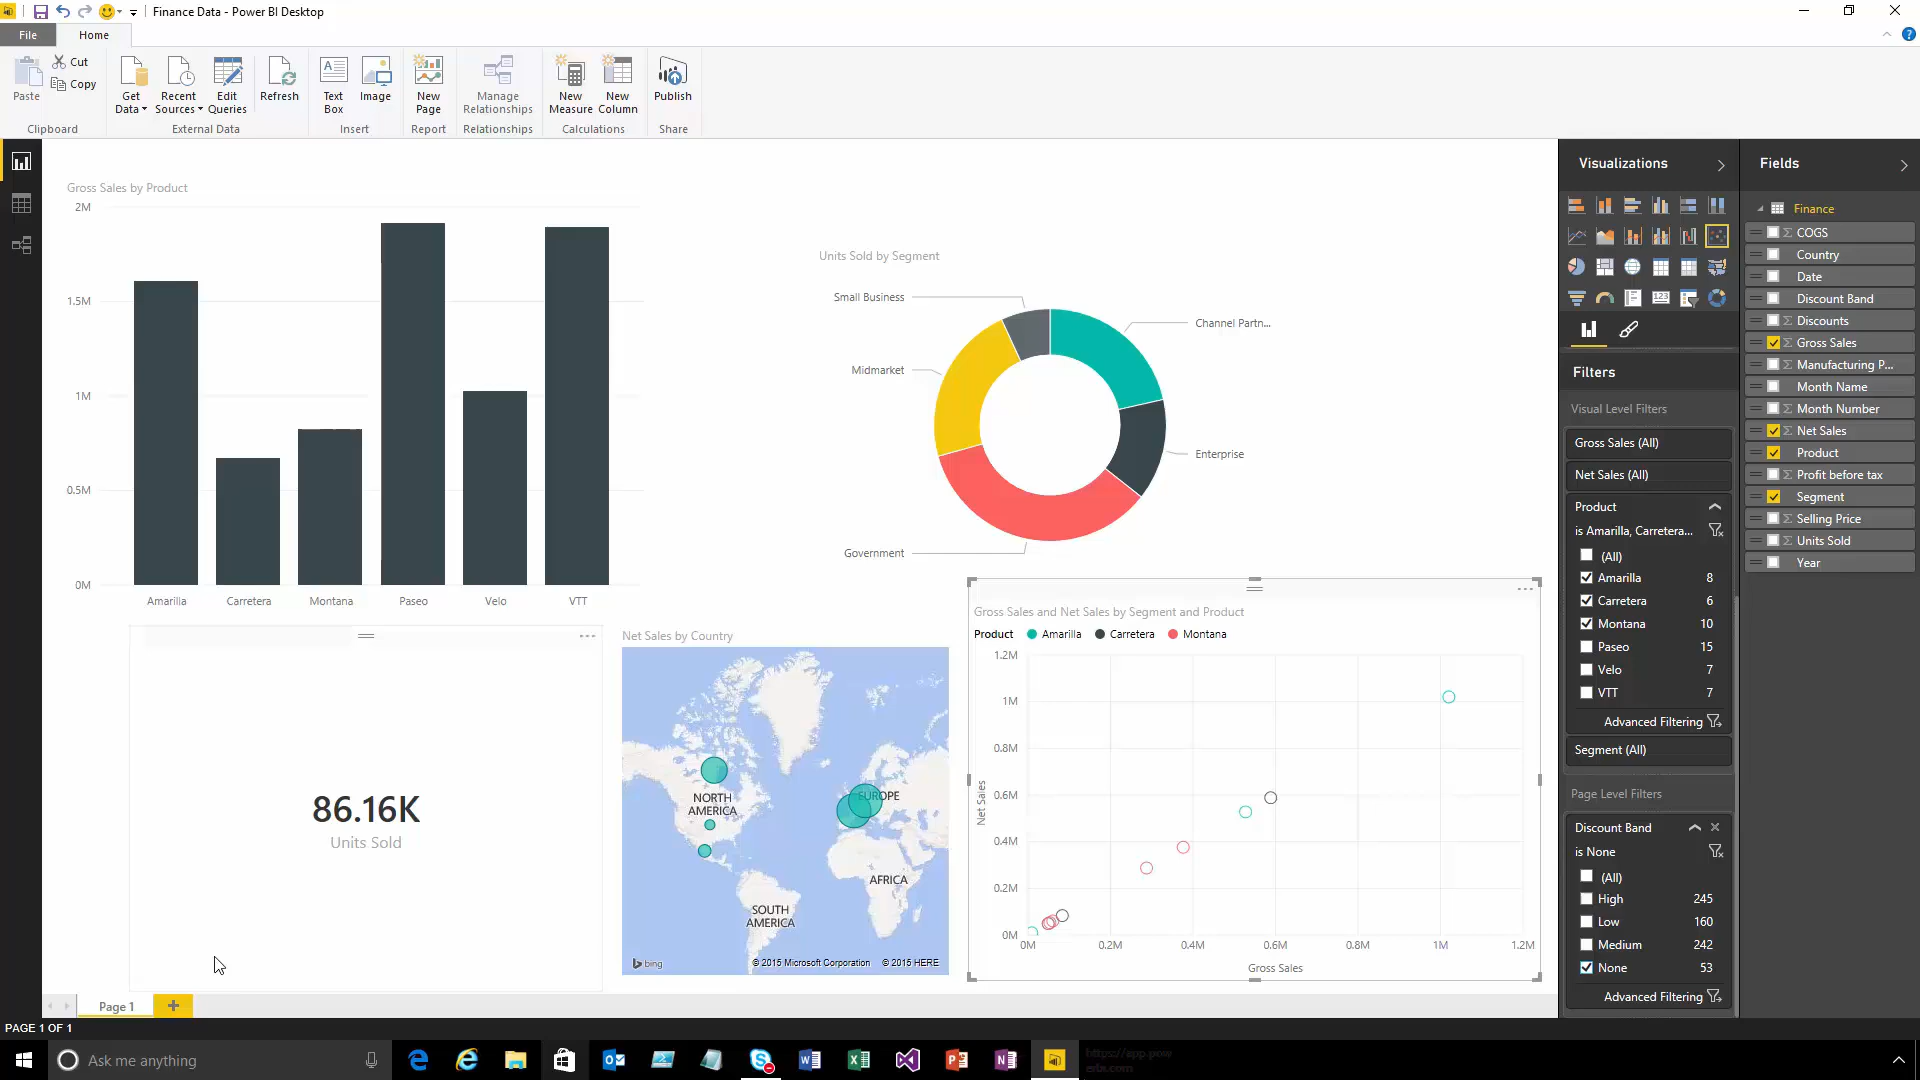 Finance Data - Power BI Desktop
File
Home
Paste
Cut
Copy
Clipboard
Get Data
Recent Sources
Edit Queries
Refresh
External Data
Text Box
Image
Insert
New Page
Report
Manage Relationships
Relationships
New Measure
New Column
Calculations
Publish
Share
Gross Sales by Product
2M
1.5M
1M
0.5M
0M
Amarilla
Carretera
Montana
Paseo
Velo
VTT
Units Sold by Segment
Small Business
Channel Partn...
Midmarket
Enterprise
Government
86.16K
Units Sold
Net Sales by Country
NORTH AMERICA
EUROPE
AFRICA
SOUTH AMERICA
bing
© 2015 Microsoft Corporation
© 2015 HERE
Gross Sales and Net Sales by Segment and Product
Product Amarilla Carretera Montana
1.2M
1M
0.8M
0.6M
0.4M
0.2M
0M
Net Sales
0M 0.2M 0.4M 0.6M 0.8M 1M 1.2M
Gross Sales
Visualizations
Filters
Visual Level Filters
Gross Sales (All)
Net Sales (All)
Product
is Amarilla, Carretera...
(All)
Amarilla 8
Carretera 6
Montana 10
Paseo 15
Velo 7
VTT 7
Advanced Filtering
Segment (All)
Page Level Filters
Discount Band
is None
(All)
High 245
Low 160
Medium 242
None 53
Advanced Filtering
Fields
Finance
COGS
Country
Date
Discount Band
Discounts
Gross Sales
Manufacturing P...
Month Name
Month Number
Net Sales
Product
Profit before tax
Segment
Selling Price
Units Sold
Year
Page 1
PAGE 1 OF 1
Ask me anything
https://app.pow
erbi.com